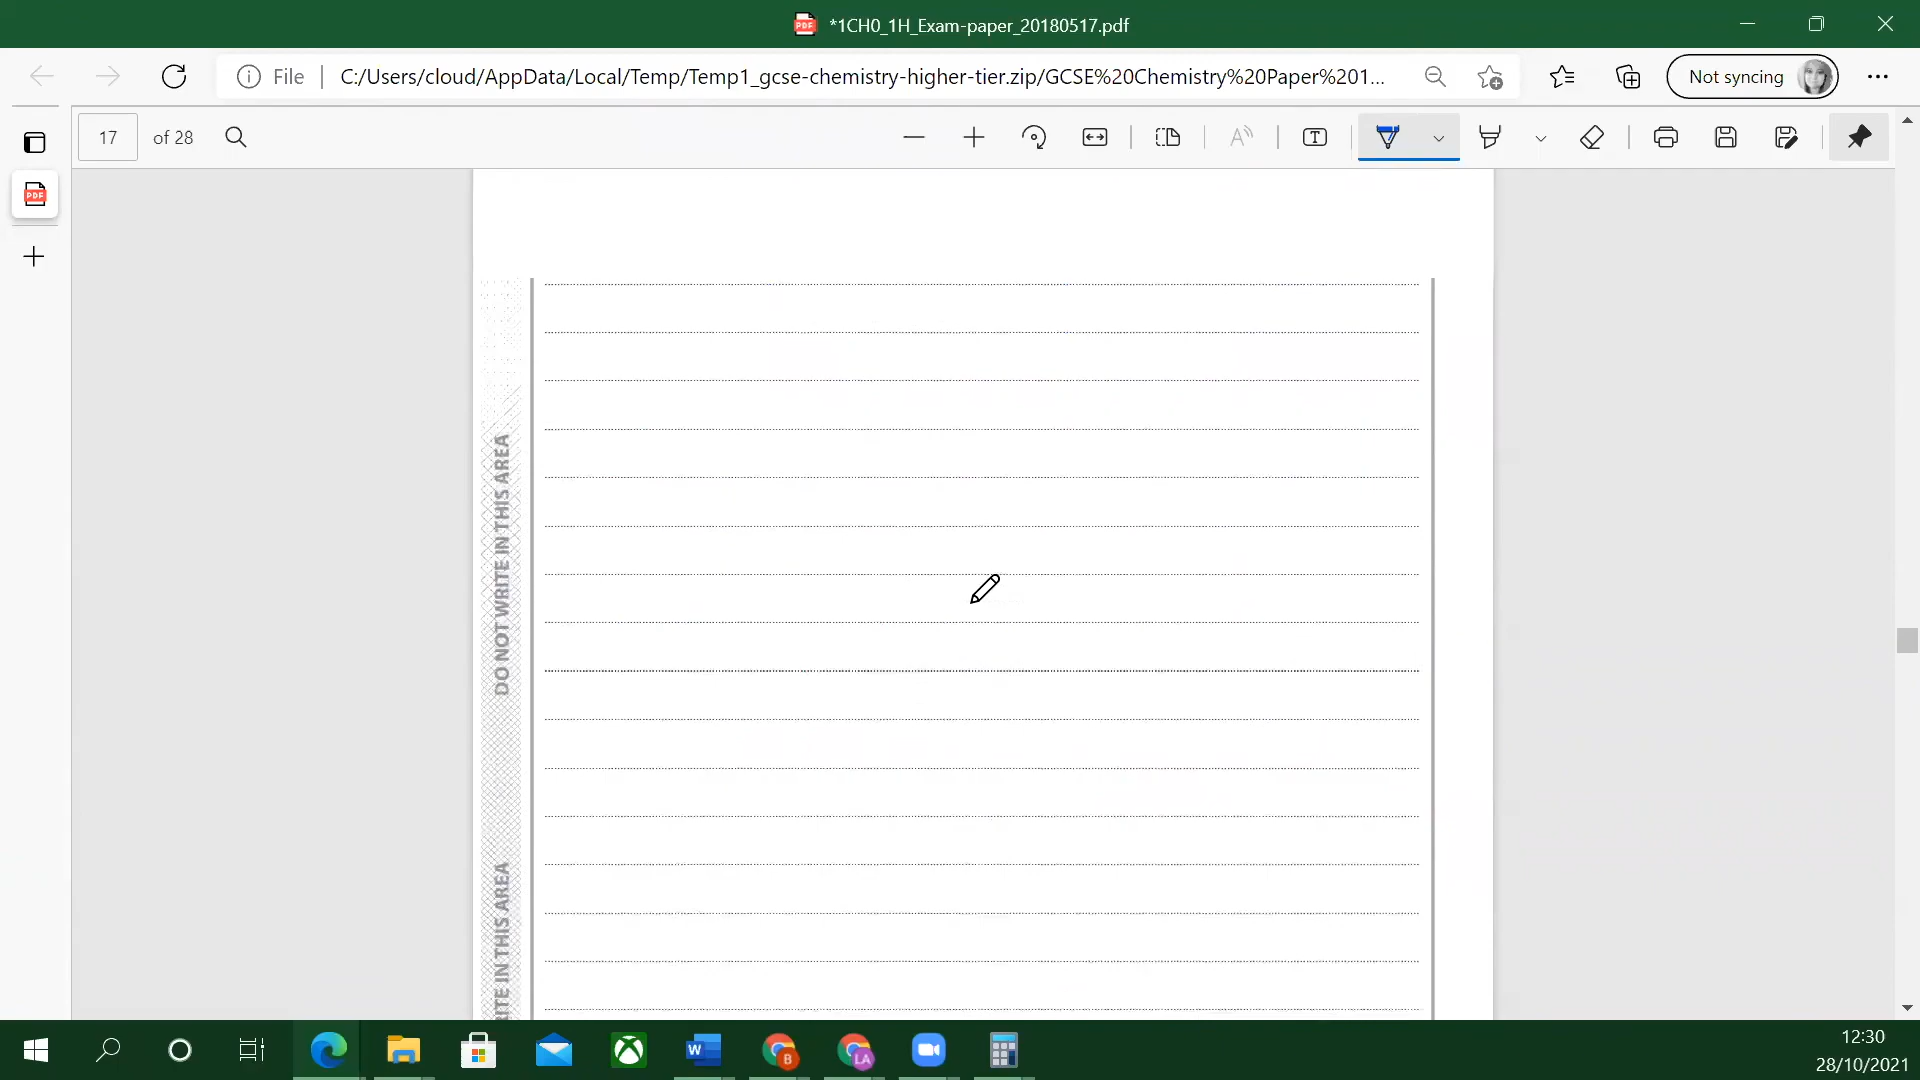 *1CH0_1H_Exam-paper_20180517.pdf
File
C:/Users/cloud/AppData/Local/Temp/Temp1_gcse-chemistry-higher-tier.zip/GCSE%20Chemistry%20Paper%201...
Not syncing
17 of 28
DO NOT WRITE IN THIS AREA
ITE IN THIS AREA
12:30
28/10/2021